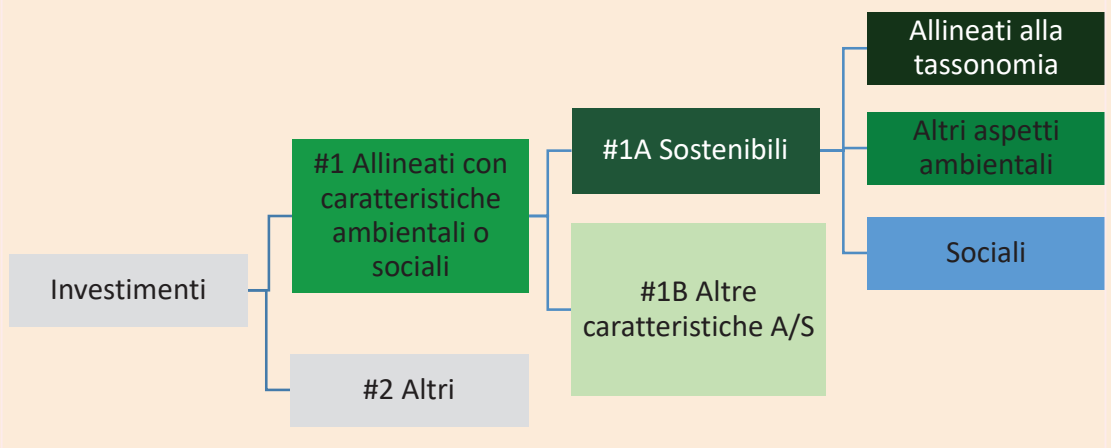 Investimenti
#1 Allineati con
caratteristiche
ambientali o
sociali
#2 Altri
#1A Sostenibili
#1B Altre
caratteristiche A/S
Allineati alla
tassonomia
Altri aspetti
ambientali
Sociali